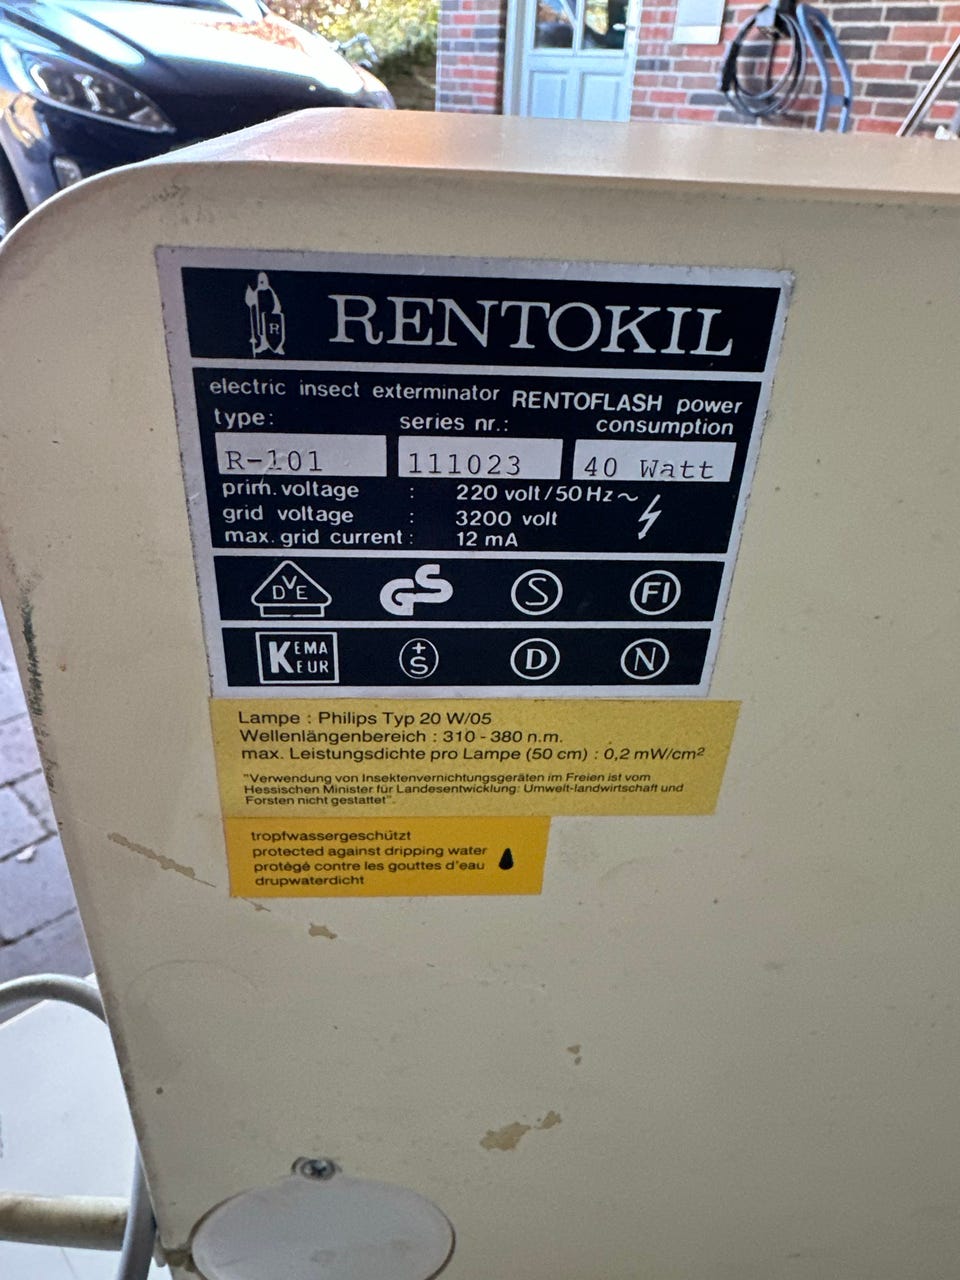 R
RENTOKIL
electric insect exterminator RENTOFLASH power
type: series nr.: consumption
R-101 111023 40 Watt
prim. voltage : 220 volt/50 Hz ~
grid voltage : 3200 volt
max. grid current : 12 mA
VDE GS S FI
KEMA KEUR +S D N
Lampe : Philips Typ 20 W/05
Wellenlängenbereich : 310 - 380 n.m.
max. Leistungsdichte pro Lampe (50 cm) : 0,2 mW/cm²
"Verwendung von Insektenvernichtungsgeräten im Freien ist vom
Hessischen Minister für Landesentwicklung: Umwelt-landwirtschaft und
Forsten nicht gestattet".
tropfwassergeschützt
protected against dripping water
protégé contre les gouttes d'eau
drupwaterdicht